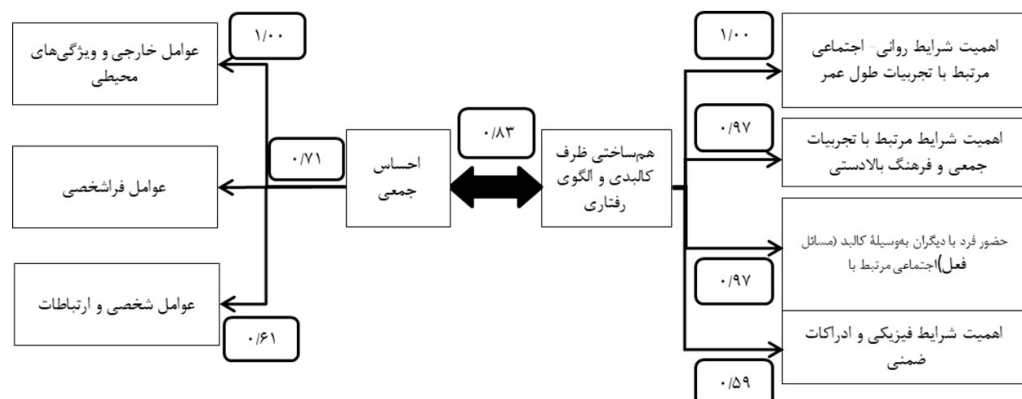 ۱/۰۰
اهمیت شرایط روانی- اجتماعی
مرتبط با تجربیات طول عمر
۰/۹۷
اهمیت شرایط مرتبط با تجربیات
جمعی و فرهنگ بالادستی
حضور فرد با دیگران به‌وسیلهٔ کالبد (مسائل
اجتماعی مرتبط با(فعل
۰/۹۷
اهمیت شرایط فیزیکی و ادراکات
ضمنی
۰/۵۹
هم‌ساختی ظرف
کالبدی و الگوی
رفتاری
۰/۸۳
احساس
جمعی
۱/۰۰
عوامل خارجی و ویژگی‌های
محیطی
۰/۷۱
عوامل فراشخصی
عوامل شخصی و ارتباطات
۰/۶۱